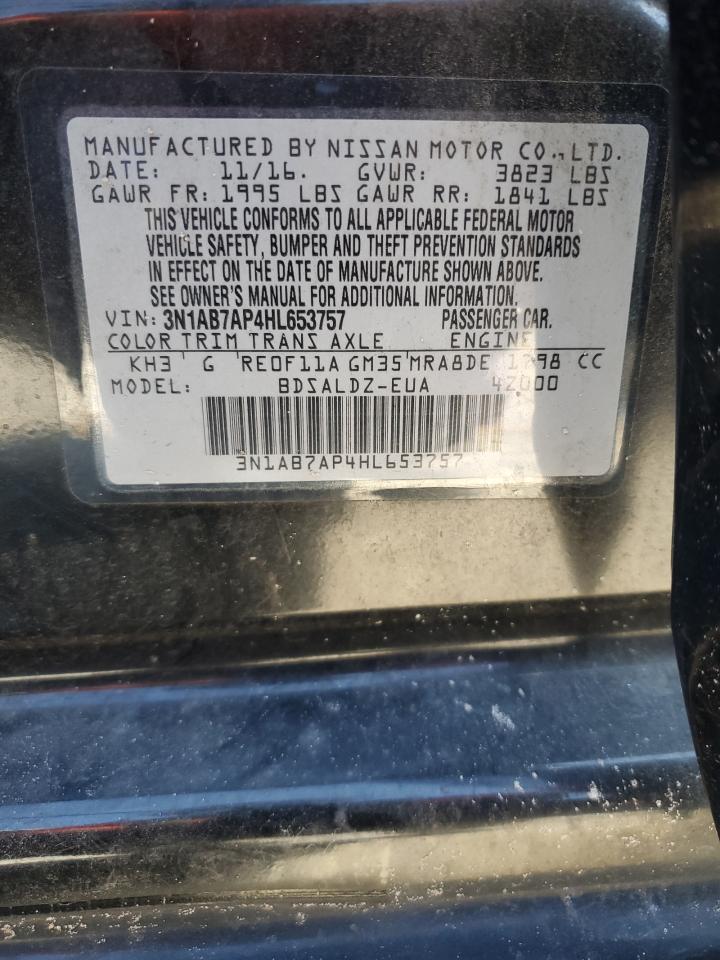 MANUFACTURED BY NISSAN MOTOR CO., LTD.
DATE: 11/16. GVWR: 3823 LBS
GAWR FR: 1995 LBS GAWR RR: 1841 LBS
THIS VEHICLE CONFORMS TO ALL APPLICABLE FEDERAL MOTOR
VEHICLE SAFETY, BUMPER AND THEFT PREVENTION STANDARDS
IN EFFECT ON THE DATE OF MANUFACTURE SHOWN ABOVE.
SEE OWNER'S MANUAL FOR ADDITIONAL INFORMATION.
VIN: 3N1AB7AP4HL653757 PASSENGER CAR.
COLOR TRIM TRANS AXLE ENGINE
KH3 G RE0F11A GM35 MRA8DE 1798 CC
MODEL: BDSALDZ-EUA 4Z000
3N1AB7AP4HL653757